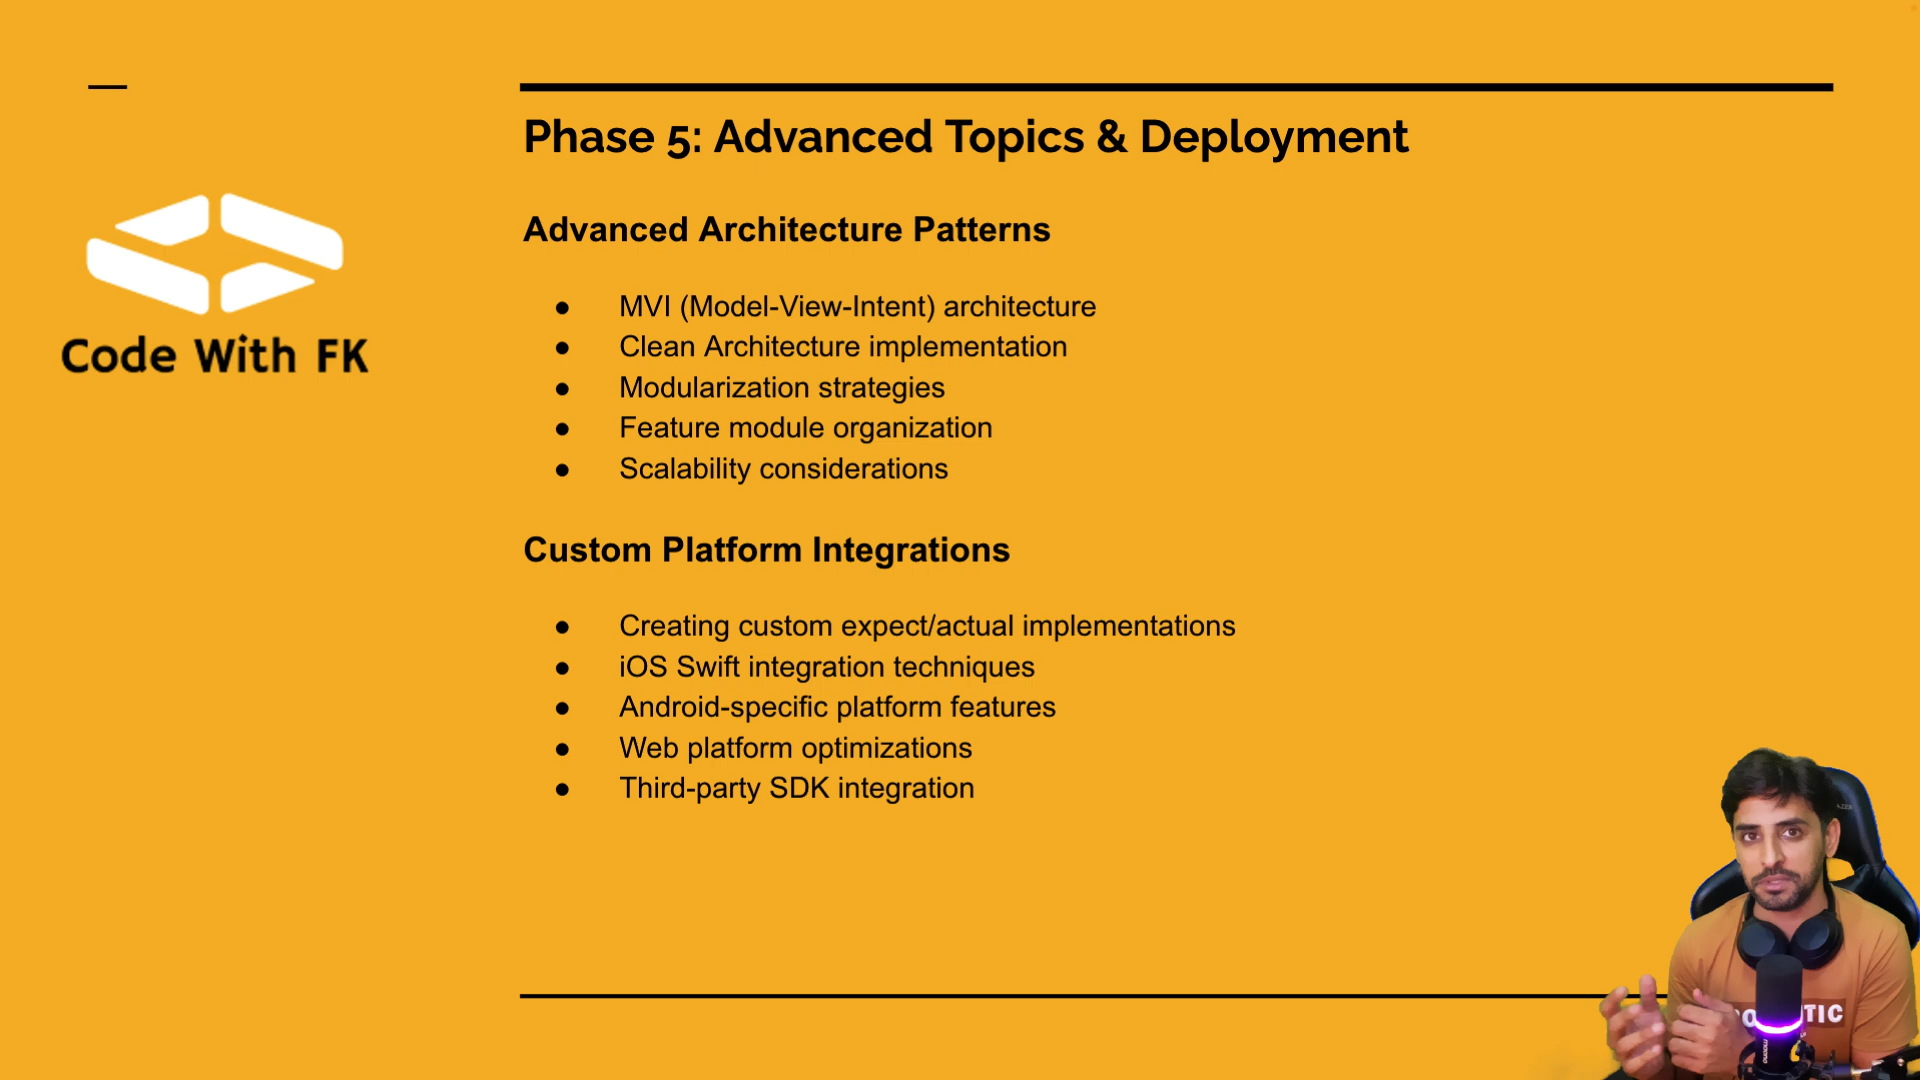 Phase 5: Advanced Topics & Deployment
Code With FK
Advanced Architecture Patterns
● MVI (Model-View-Intent) architecture
● Clean Architecture implementation
● Modularization strategies
● Feature module organization
● Scalability considerations
Custom Platform Integrations
● Creating custom expect/actual implementations
● iOS Swift integration techniques
● Android-specific platform features
● Web platform optimizations
● Third-party SDK integration